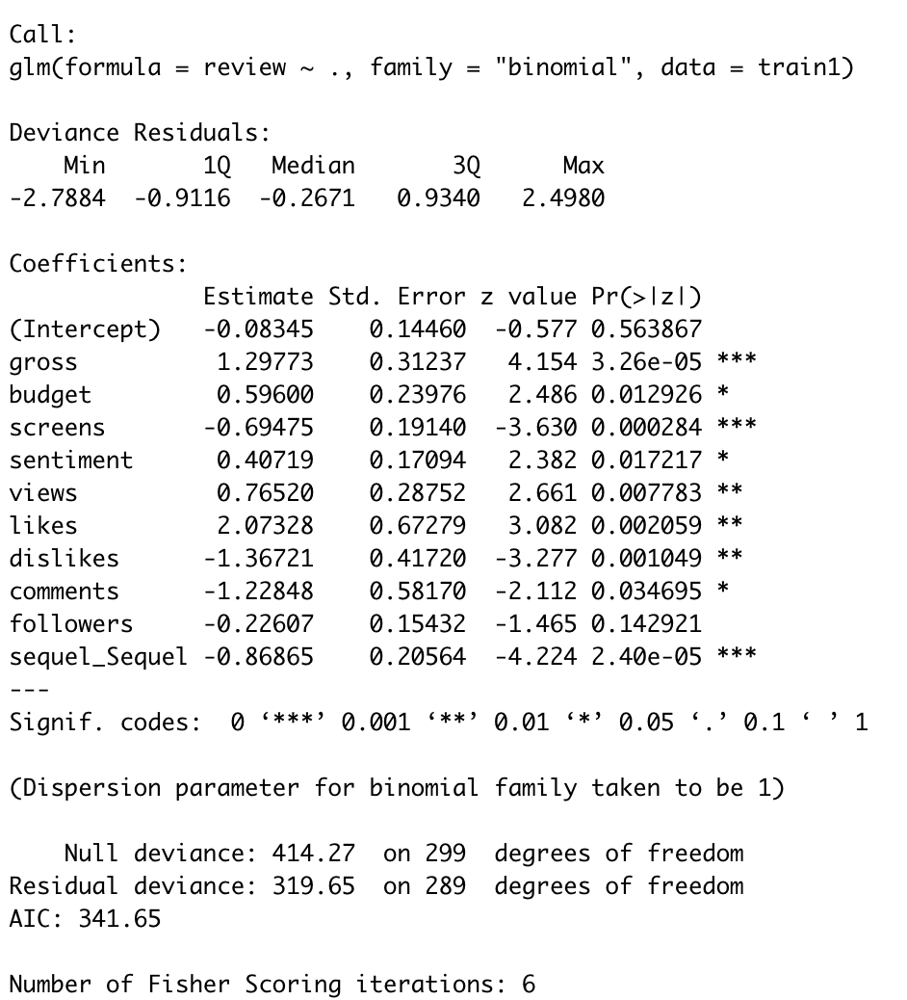 Call:
glm(formula = review ~ ., family = "binomial", data = train1)
Deviance Residuals:
    Min       1Q   Median       3Q      Max
-2.7884  -0.9116  -0.2671   0.9340   2.4980
Coefficients:
              Estimate Std. Error z value Pr(>|z|)
(Intercept)   -0.08345    0.14460  -0.577 0.563867
gross          1.29773    0.31237   4.154 3.26e-05 ***
budget         0.59600    0.23976   2.486 0.012926 *
screens       -0.69475    0.19140  -3.630 0.000284 ***
sentiment      0.40719    0.17094   2.382 0.017217 *
views          0.76520    0.28752   2.661 0.007783 **
likes          2.07328    0.67279   3.082 0.002059 **
dislikes      -1.36721    0.41720  -3.277 0.001049 **
comments      -1.22848    0.58170  -2.112 0.034695 *
followers     -0.22607    0.15432  -1.465 0.142921
sequel_Sequel -0.86865    0.20564  -4.224 2.40e-05 ***
---
Signif. codes:  0 ‘***’ 0.001 ‘**’ 0.01 ‘*’ 0.05 ‘.’ 0.1 ‘ ’ 1
(Dispersion parameter for binomial family taken to be 1)
    Null deviance: 414.27  on 299  degrees of freedom
Residual deviance: 319.65  on 289  degrees of freedom
AIC: 341.65
Number of Fisher Scoring iterations: 6